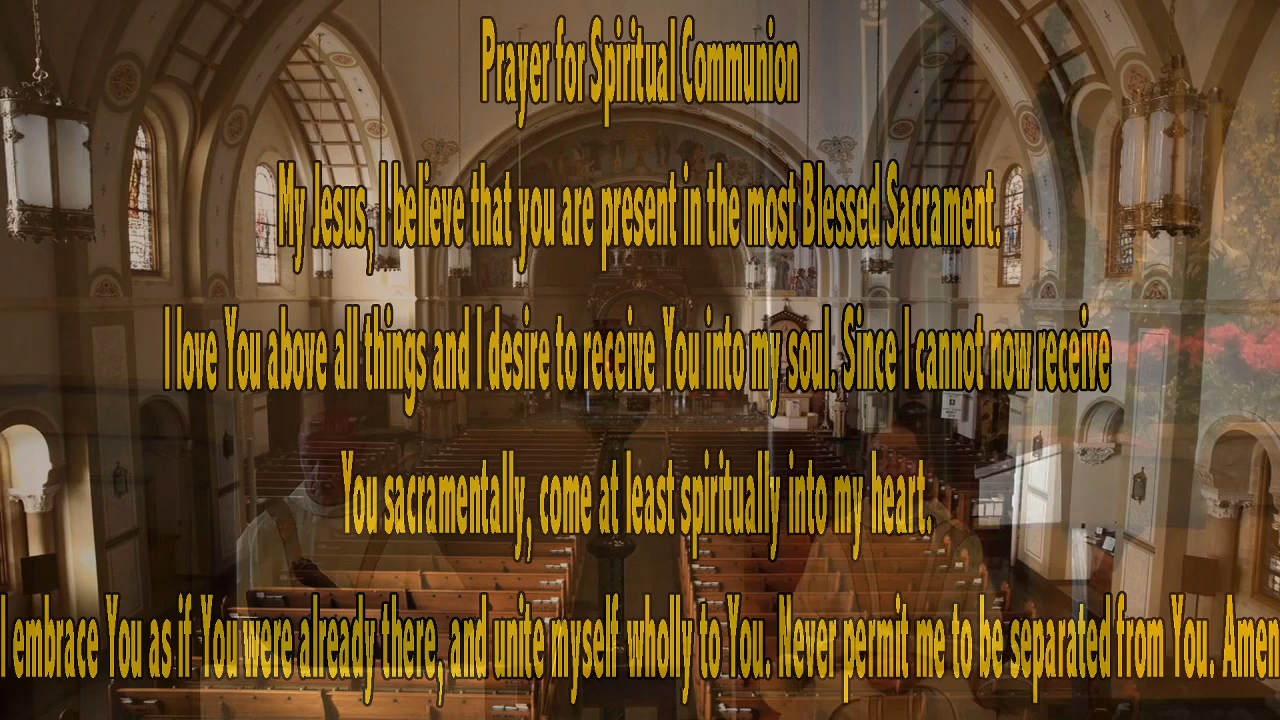 Prayer for Spiritual Communion
My Jesus, I believe that you are present in the most Blessed Sacrament.
I love You above all things and I desire to receive You into my soul. Since I cannot now receive
You sacramentally, come at least spiritually into my heart.
I embrace You as if You were already there, and unite myself wholly to You. Never permit me to be separated from You. Amen